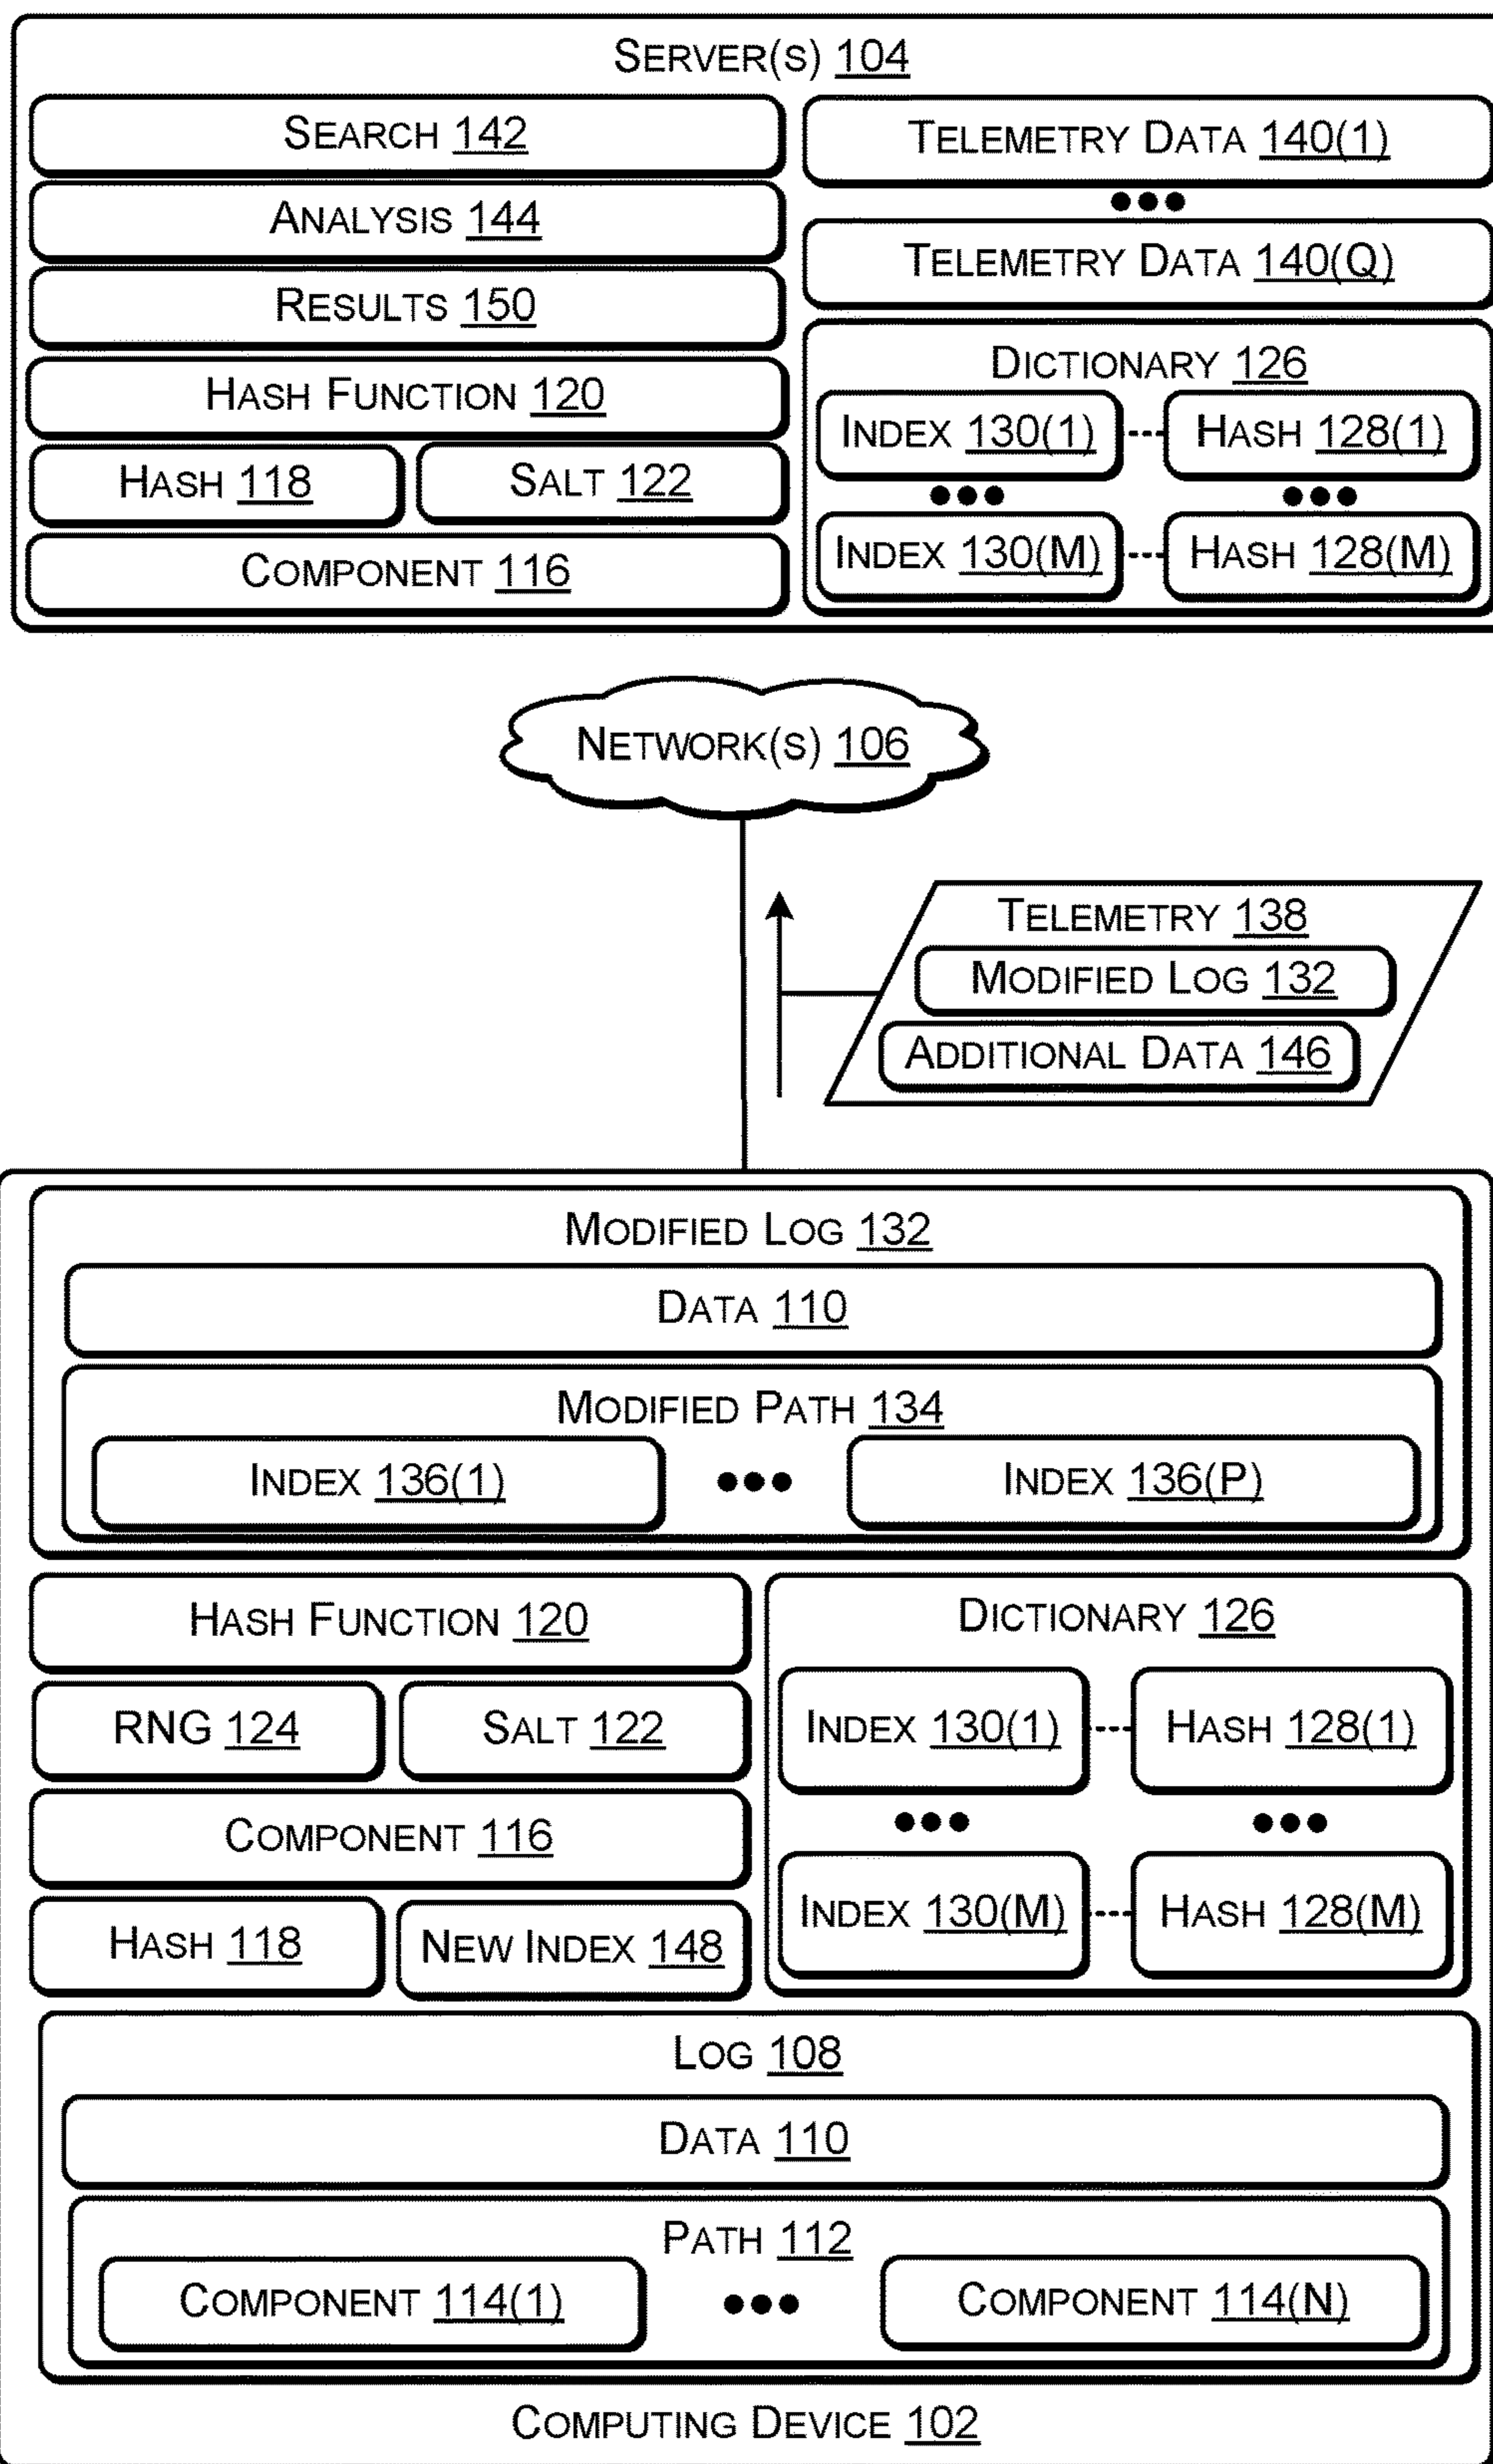 SERVER(S) 104
SEARCH 142
ANALYSIS 144
RESULTS 150
HASH FUNCTION 120
HASH 118
SALT 122
COMPONENT 116
TELEMETRY DATA 140(1)
TELEMETRY DATA 140(Q)
DICTIONARY 126
INDEX 130(1)
HASH 128(1)
INDEX 130(M)
HASH 128(M)
NETWORK(S) 106
TELEMETRY 138
MODIFIED LOG 132
ADDITIONAL DATA 146
MODIFIED LOG 132
DATA 110
MODIFIED PATH 134
INDEX 136(1)
INDEX 136(P)
HASH FUNCTION 120
RNG 124
SALT 122
COMPONENT 116
HASH 118
NEW INDEX 148
DICTIONARY 126
INDEX 130(1)
HASH 128(1)
INDEX 130(M)
HASH 128(M)
LOG 108
DATA 110
PATH 112
COMPONENT 114(1)
COMPONENT 114(N)
COMPUTING DEVICE 102